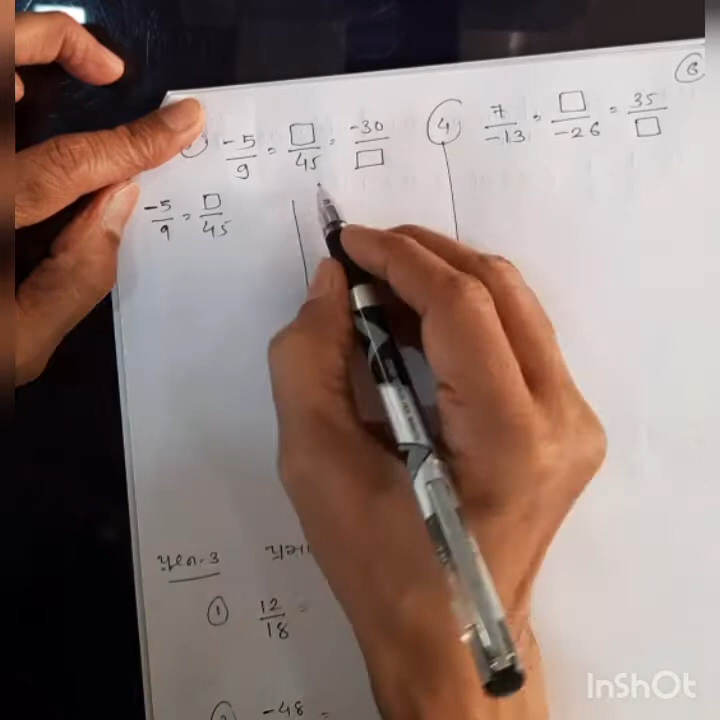 6
-5/9 = □/45 = -30/□
4 7/-13 = □/-26 = 35/□
-5/9 = □/45
પ્રશ્ન-3
1 12/18 =
2 -48 =
InShOt